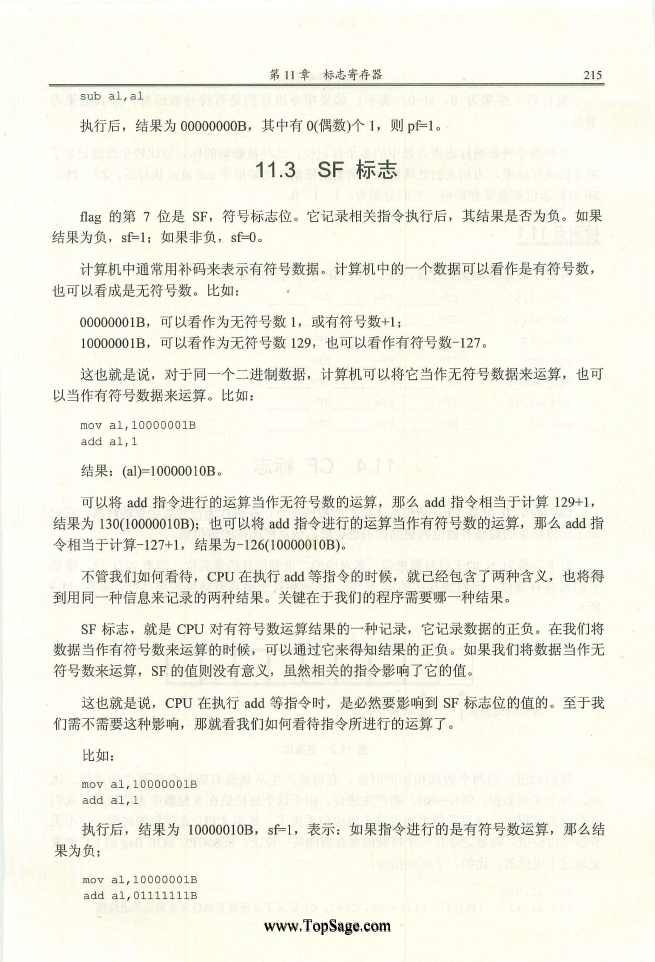 第 11 章 标志寄存器 215
sub al,al
执行后，结果为 00000000B，其中有 0(偶数)个 1，则 pf=1。
11.3 SF 标志
flag 的第 7 位是 SF，符号标志位。它记录相关指令执行后，其结果是否为负。如果
结果为负，sf=1；如果非负，sf=0。
计算机中通常用补码来表示有符号数据。计算机中的一个数据可以看作是有符号数，
也可以看成是无符号数。比如：
00000001B，可以看作为无符号数 1，或有符号数+1；
10000001B，可以看作为无符号数 129，也可以看作有符号数-127。
这也就是说，对于同一个二进制数据，计算机可以将它当作无符号数据来运算，也可
以当作有符号数据来运算。比如：
mov al,10000001B
add al,1
结果：(al)=10000010B。
可以将 add 指令进行的运算当作无符号数的运算，那么 add 指令相当于计算 129+1，
结果为 130(10000010B)；也可以将 add 指令进行的运算当作有符号数的运算，那么 add 指
令相当于计算-127+1，结果为-126(10000010B)。
不管我们如何看待，CPU 在执行 add 等指令的时候，就已经包含了两种含义，也将得
到用同一种信息来记录的两种结果。关键在于我们的程序需要哪一种结果。
SF 标志，就是 CPU 对有符号数运算结果的一种记录，它记录数据的正负。在我们将
数据当作有符号数来运算的时候，可以通过它来得知结果的正负。如果我们将数据当作无
符号数来运算，SF 的值则没有意义，虽然相关的指令影响了它的值。
这也就是说，CPU 在执行 add 等指令时，是必然要影响到 SF 标志位的值的。至于我
们需不需要这种影响，那就看我们如何看待指令所进行的运算了。
比如：
mov al,10000001B
add al,1
执行后，结果为 10000010B，sf=1，表示：如果指令进行的是有符号数运算，那么结
果为负；
mov al,10000001B
add al,01111111B
www.TopSage.com